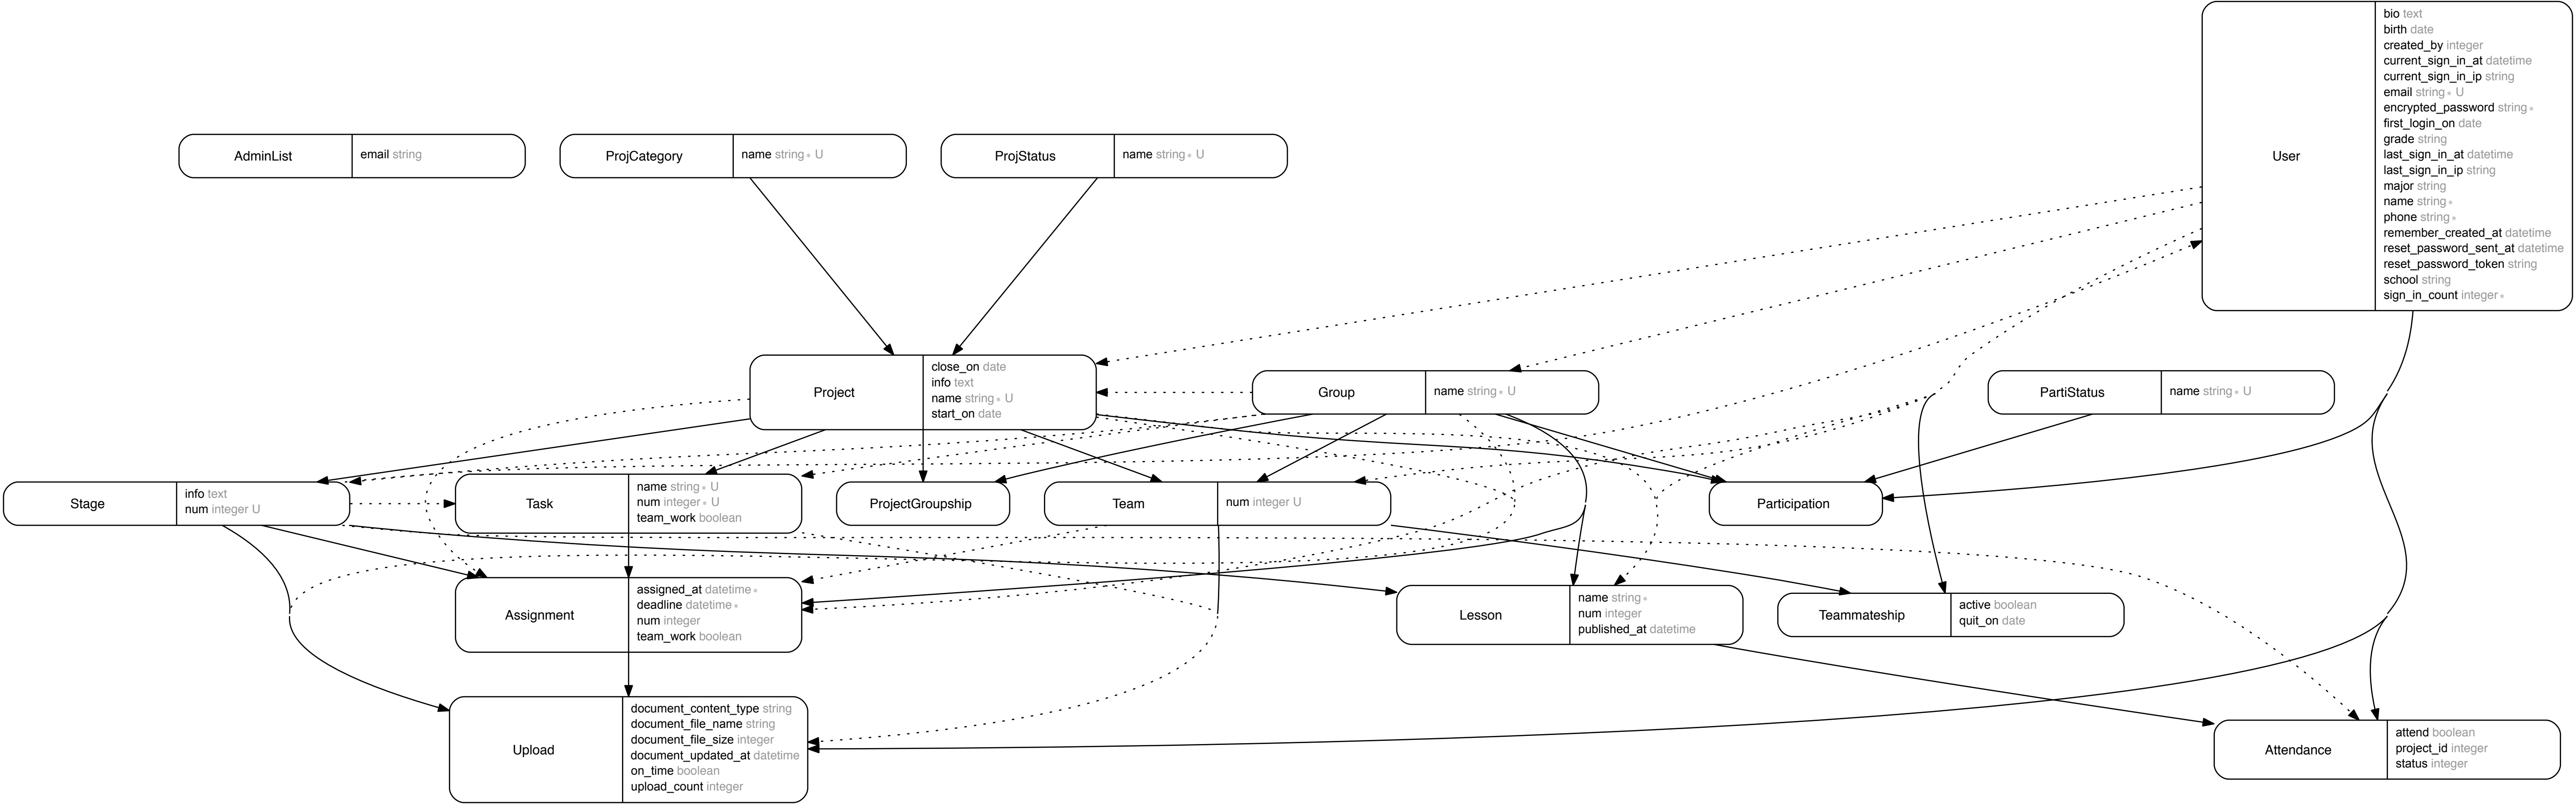 AdminList
email string
ProjCategory
name string * U
ProjStatus
name string * U
User
bio text
birth date
created_by integer
current_sign_in_at datetime
current_sign_in_ip string
email string * U
encrypted_password string *
first_login_on date
grade string
last_sign_in_at datetime
last_sign_in_ip string
major string
name string *
phone string *
remember_created_at datetime
reset_password_sent_at datetime
reset_password_token string
school string
sign_in_count integer *
Project
close_on date
info text
name string * U
start_on date
Group
name string * U
PartiStatus
name string * U
Stage
info text
num integer U
Task
name string * U
num integer * U
team_work boolean
ProjectGroupship
Team
num integer U
Participation
Assignment
assigned_at datetime *
deadline datetime *
num integer
team_work boolean
Lesson
name string *
num integer
published_at datetime
Teammateship
active boolean
quit_on date
Upload
document_content_type string
document_file_name string
document_file_size integer
document_updated_at datetime
on_time boolean
upload_count integer
Attendance
attend boolean
project_id integer
status integer